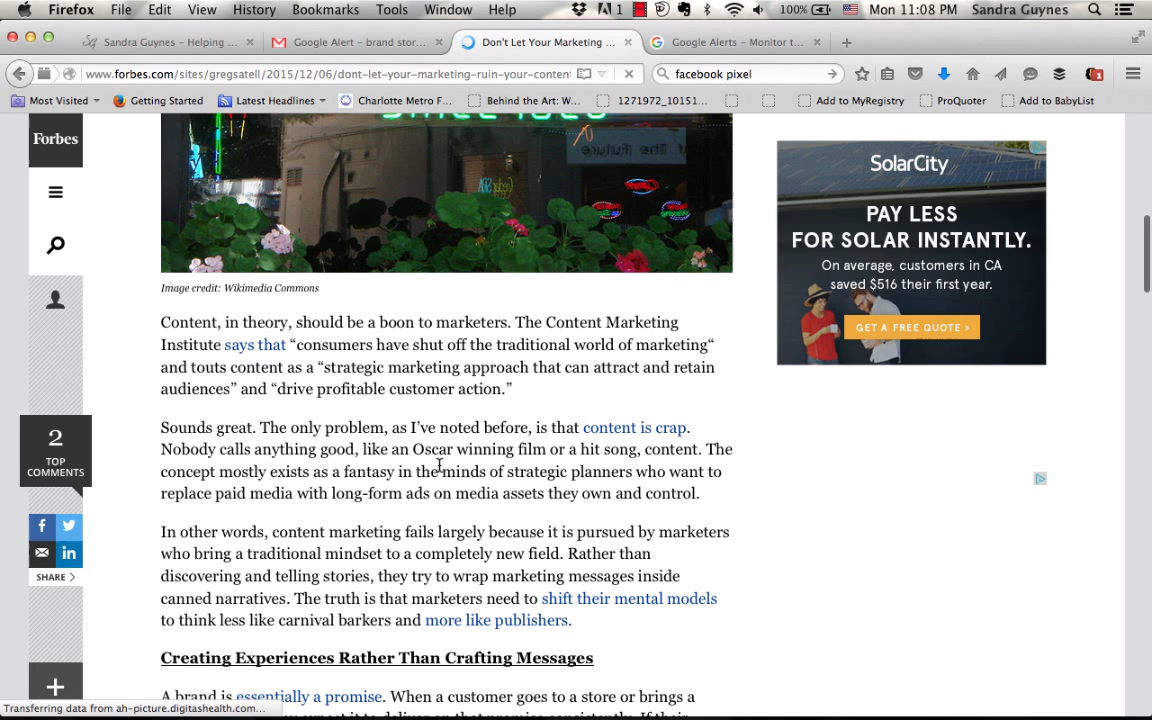 Firefox File Edit View History Bookmarks Tools Window Help 1 100% Mon 11:08 PM Sandra Guynes
Sandra Guynes – Helping ... × Google Alert – brand stor... × Don't Let Your Marketing ... × Google Alerts – Monitor t... × +
www.forbes.com/sites/gregsatell/2015/12/06/dont-let-your-marketing-ruin-your-content facebook pixel 1
Most Visited Getting Started Latest Headlines Charlotte Metro F... Behind the Art: W... 1271972_10151... Add to MyRegistry ProQuoter Add to BabyList
Forbes
Image credit: Wikimedia Commons
Content, in theory, should be a boon to marketers. The Content Marketing
Institute says that “consumers have shut off the traditional world of marketing“
and touts content as a “strategic marketing approach that can attract and retain
audiences” and “drive profitable customer action.”
Sounds great. The only problem, as I’ve noted before, is that content is crap.
Nobody calls anything good, like an Oscar winning film or a hit song, content. The
concept mostly exists as a fantasy in the minds of strategic planners who want to
replace paid media with long-form ads on media assets they own and control.
In other words, content marketing fails largely because it is pursued by marketers
who bring a traditional mindset to a completely new field. Rather than
discovering and telling stories, they try to wrap marketing messages inside
canned narratives. The truth is that marketers need to shift their mental models
to think less like carnival barkers and more like publishers.
Creating Experiences Rather Than Crafting Messages
A brand is essentially a promise. When a customer goes to a store or brings a
2
TOP
COMMENTS
SHARE >
SolarCity
PAY LESS
FOR SOLAR INSTANTLY.
On average, customers in CA
saved $516 their first year.
GET A FREE QUOTE >
Transferring data from ah-picture.digitashealth.com...